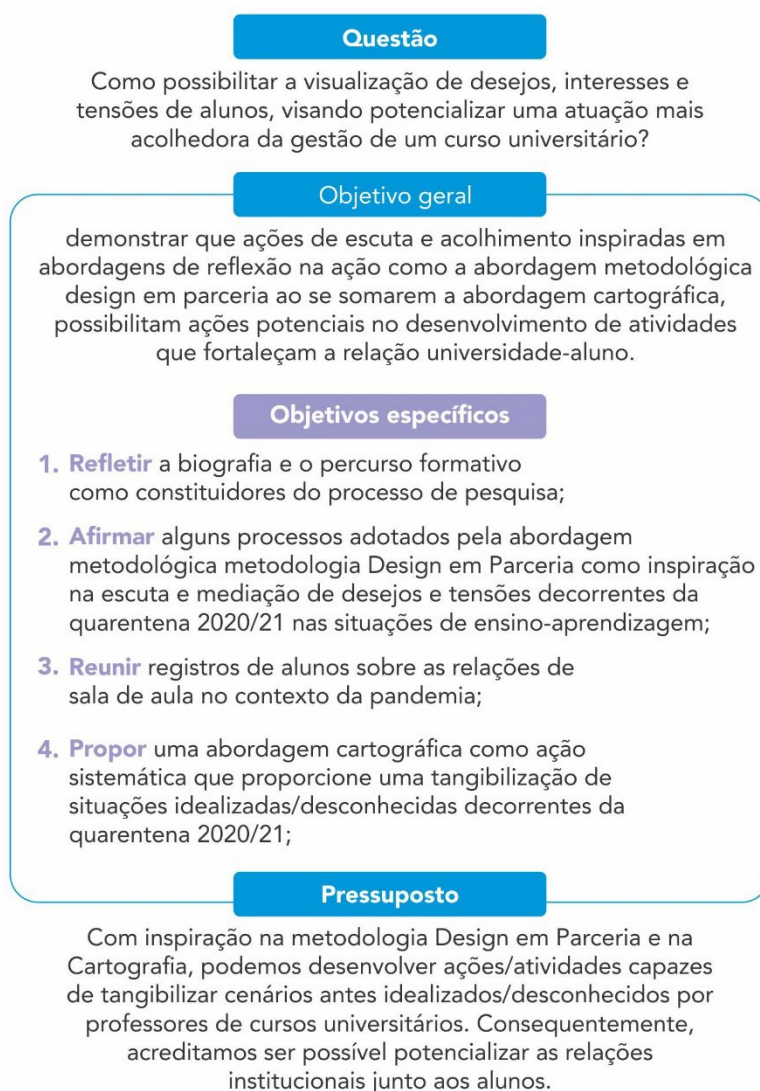 Questão
Como possibilitar a visualização de desejos, interesses e
tensões de alunos, visando potencializar uma atuação mais
acolhedora da gestão de um curso universitário?
Objetivo geral
demonstrar que ações de escuta e acolhimento inspiradas em
abordagens de reflexão na ação como a abordagem metodológica
design em parceria ao se somarem a abordagem cartográfica,
possibilitam ações potenciais no desenvolvimento de atividades
que fortaleçam a relação universidade-aluno.
Objetivos específicos
1. Refletir a biografia e o percurso formativo
como constituidores do processo de pesquisa;
2. Afirmar alguns processos adotados pela abordagem
metodológica metodologia Design em Parceria como inspiração
na escuta e mediação de desejos e tensões decorrentes da
quarentena 2020/21 nas situações de ensino-aprendizagem;
3. Reunir registros de alunos sobre as relações de
sala de aula no contexto da pandemia;
4. Propor uma abordagem cartográfica como ação
sistemática que proporcione uma tangibilização de
situações idealizadas/desconhecidas decorrentes da
quarentena 2020/21;
Pressuposto
Com inspiração na metodologia Design em Parceria e na
Cartografia, podemos desenvolver ações/atividades capazes
de tangibilizar cenários antes idealizados/desconhecidos por
professores de cursos universitários. Consequentemente,
acreditamos ser possível potencializar as relações
institucionais junto aos alunos.